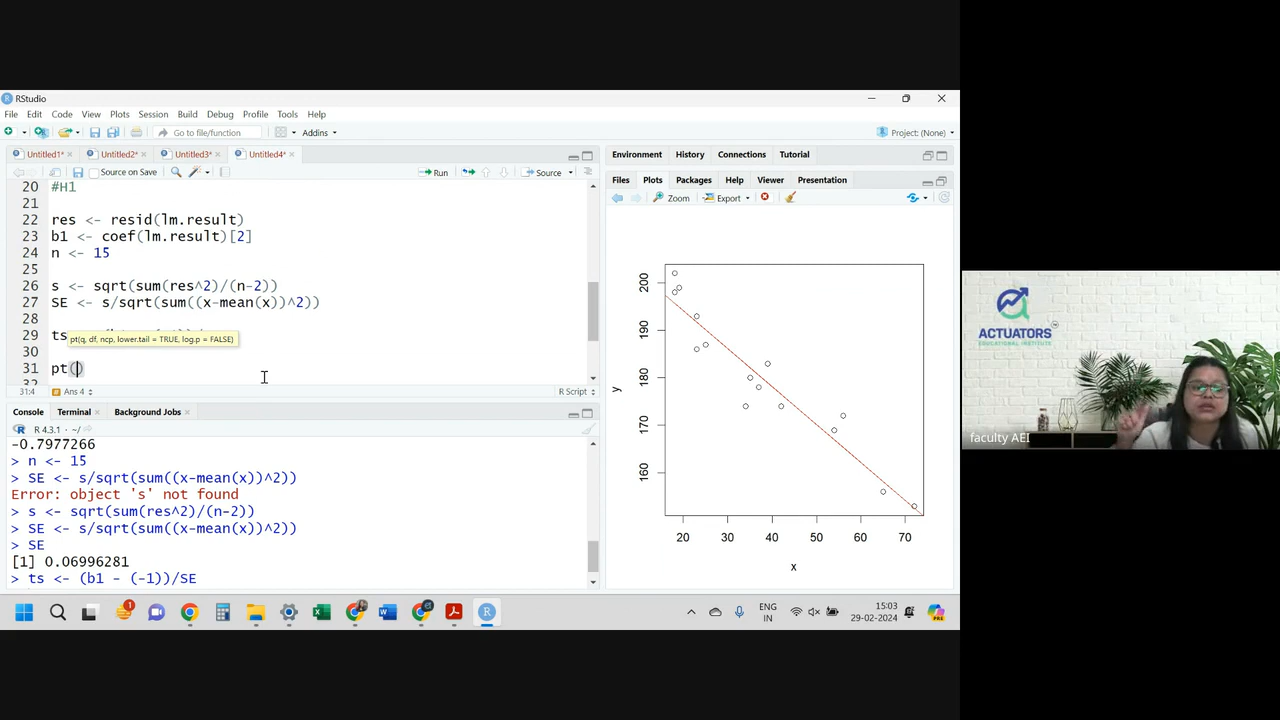 RStudio
File Edit Code View Plots Session Build Debug Profile Tools Help
Go to file/function Addins Project: (None)
Untitled1* Untitled2* Untitled3* Untitled4*
Source on Save Run Source
20 #H1
21
22 res <- resid(lm.result)
23 b1 <- coef(lm.result)[2]
24 n <- 15
25
26 s <- sqrt(sum(res^2)/(n-2))
27 SE <- s/sqrt(sum((x-mean(x))^2))
28
29 ts
pt(q, df, ncp, lower.tail = TRUE, log.p = FALSE)
30
31 pt()
32
31:4 Ans 4 R Script
Console Terminal Background Jobs
R 4.3.1 · ~/
-0.7977266
> n <- 15
> SE <- s/sqrt(sum((x-mean(x))^2))
Error: object 's' not found
> s <- sqrt(sum(res^2)/(n-2))
> SE <- s/sqrt(sum((x-mean(x))^2))
> SE
[1] 0.06996281
> ts <- (b1 - (-1))/SE
Environment History Connections Tutorial
Files Plots Packages Help Viewer Presentation
Zoom Export
200
190
180
170
160
y
20 30 40 50 60 70
x
ACTUATORS
EDUCATIONAL INSTITUTE
faculty AEI
1
ENG
IN
15:03
29-02-2024